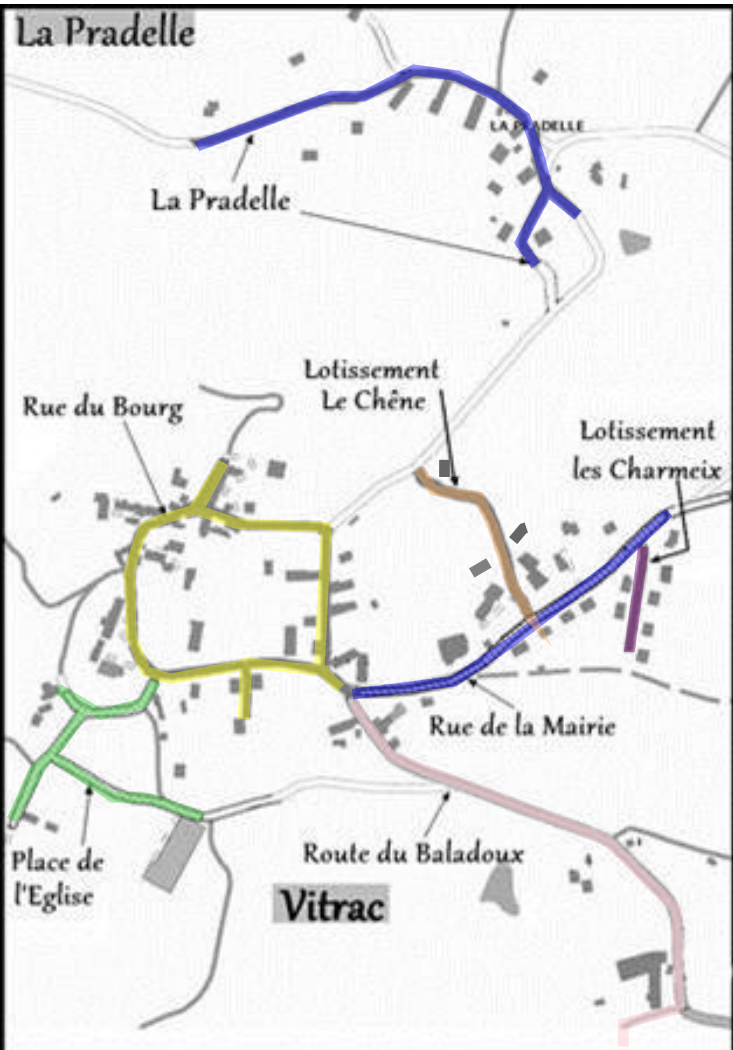 La Pradelle
LA PRADELLE
La Pradelle
Lotissement
Le Chêne
Rue du Bourg
Lotissement
les Charmeix
Rue de la Mairie
Place de
l'Eglise
Route du Baladoux
Vitrac